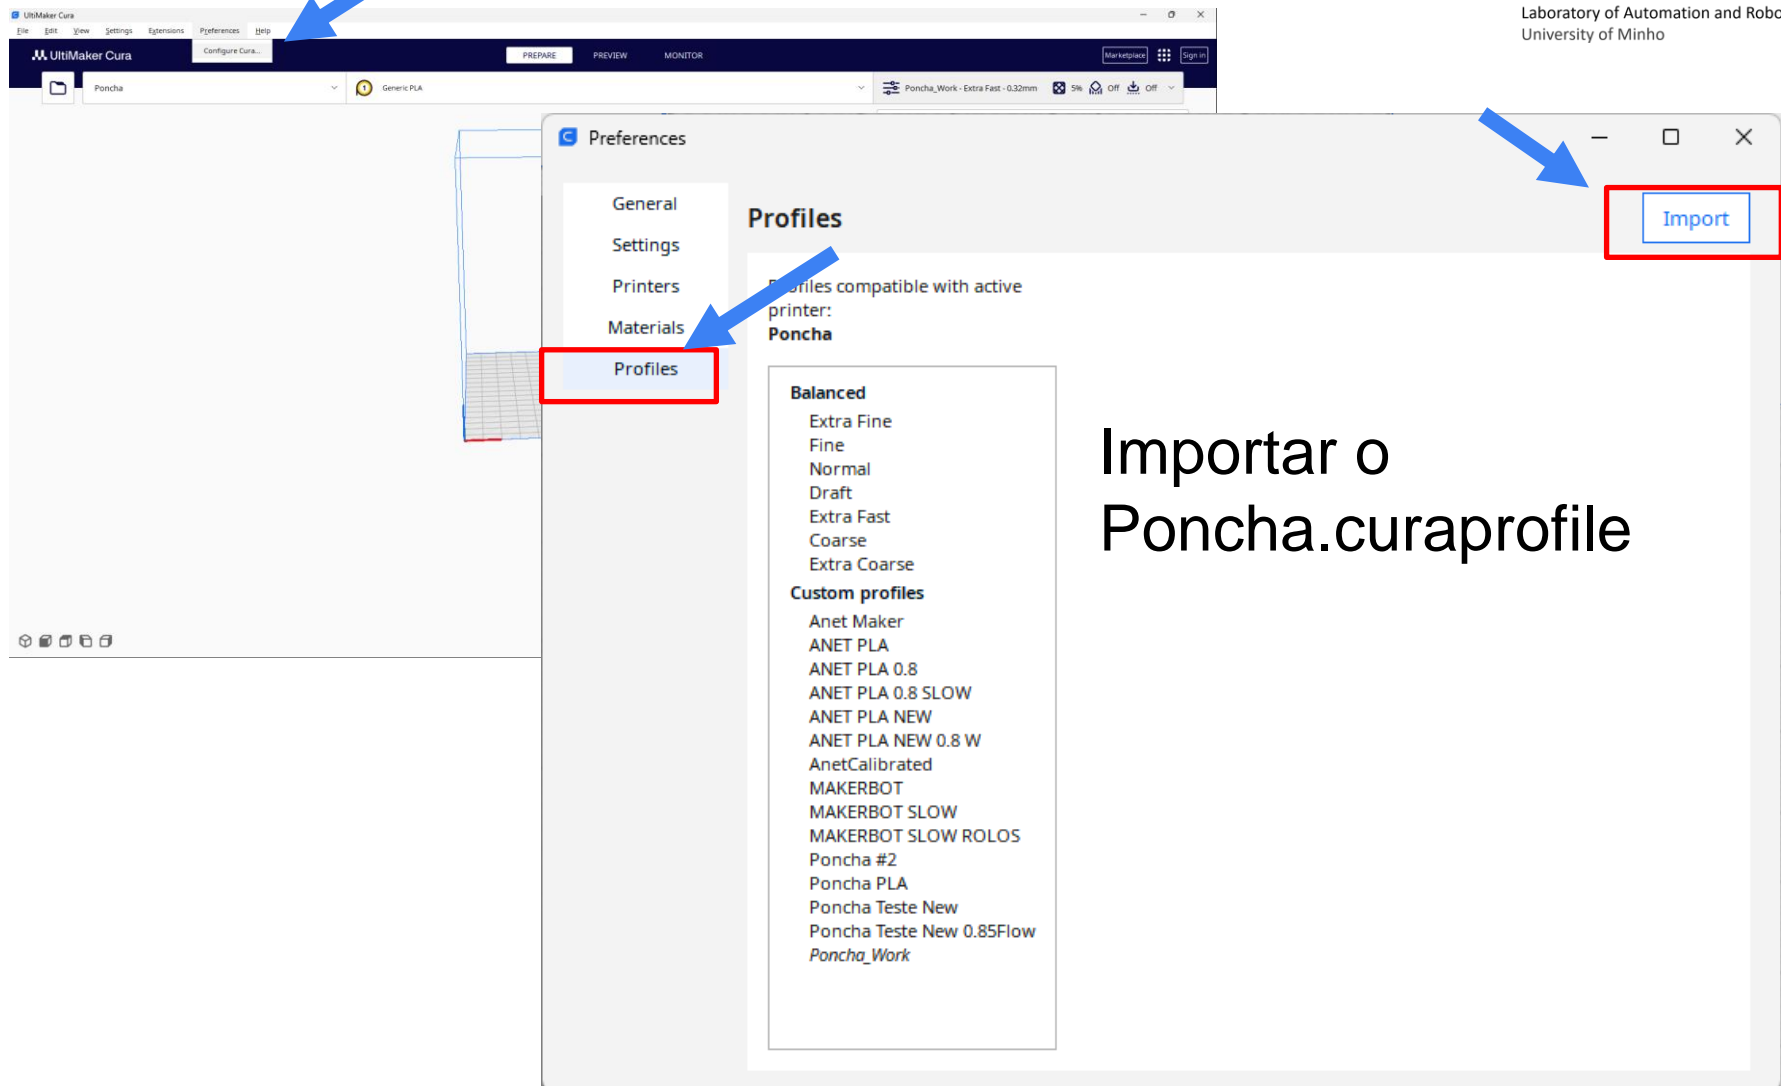 Laboratory of Automation and Robo
University of Minho
UltiMaker Cura
File Edit View Settings Extensions Preferences Help
Configure Cura...
UltiMaker Cura
PREPARE PREVIEW MONITOR
Marketplace Sign in
Poncha
1 Generic PLA
Poncha_Work - Extra Fast - 0.32mm 5% Off Off
Preferences
General
Settings
Printers
Materials
Profiles
Profiles
Import
Profiles compatible with active
printer:
Poncha
Balanced
Extra Fine
Fine
Normal
Draft
Extra Fast
Coarse
Extra Coarse
Custom profiles
Anet Maker
ANET PLA
ANET PLA 0.8
ANET PLA 0.8 SLOW
ANET PLA NEW
ANET PLA NEW 0.8 W
AnetCalibrated
MAKERBOT
MAKERBOT SLOW
MAKERBOT SLOW ROLOS
Poncha #2
Poncha PLA
Poncha Teste New
Poncha Teste New 0.85Flow
Poncha_Work
Importar o
Poncha.curaprofile